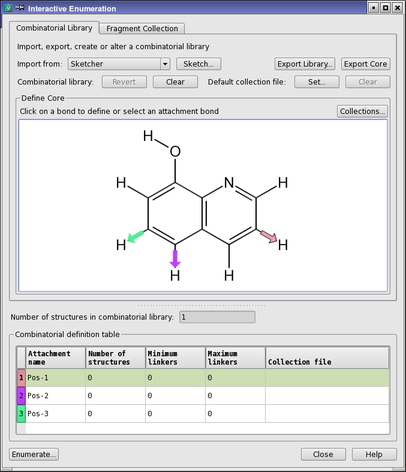 Interactive Enumeration
Combinatorial Library Fragment Collection
Import, export, create or alter a combinatorial library
Import from: Sketcher Sketch... Export Library... Export Core
Combinatorial library: Revert Clear Default collection file: Set... Clear
Define Core
Click on a bond to define or select an attachment bond Collections...
H
O
H N H
H H
H H
Number of structures in combinatorial library: 1
Combinatorial definition table
Attachment name Number of structures Minimum linkers Maximum linkers Collection file
1 Pos-1 0 0 0
2 Pos-2 0 0 0
3 Pos-3 0 0 0
Enumerate... Close Help